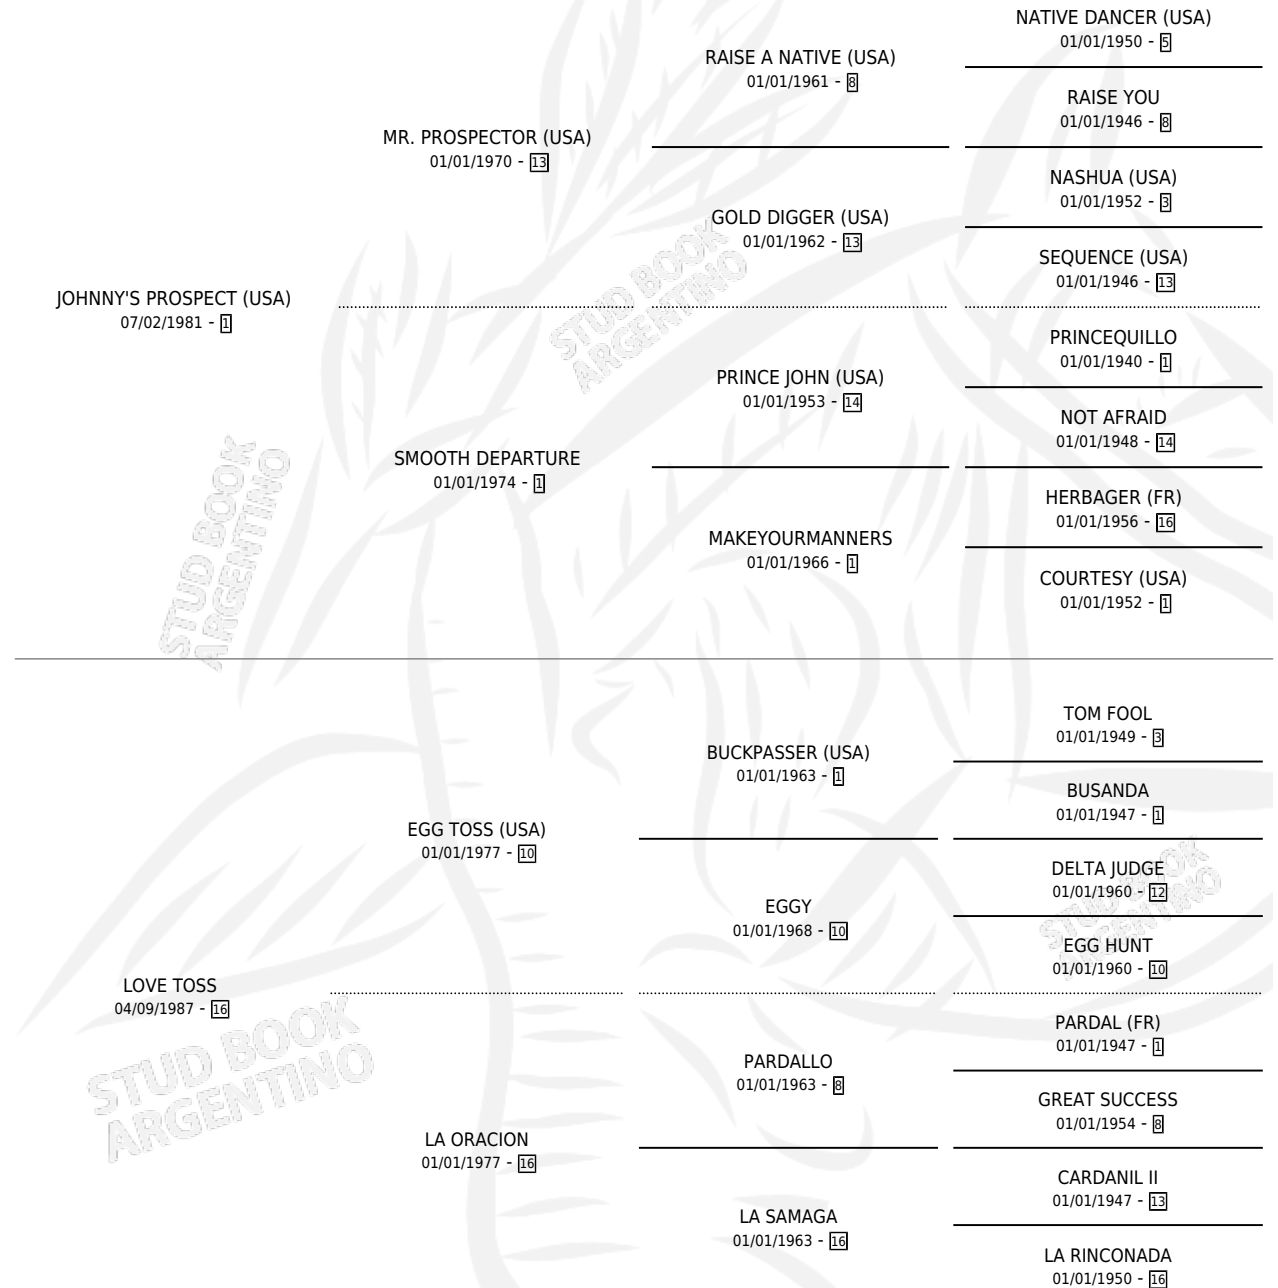 NATIVE DANCER (USA)
01/01/1950 - 5
RAISE A NATIVE (USA)
01/01/1961 - 8
RAISE YOU
01/01/1946 - 8
MR. PROSPECTOR (USA)
01/01/1970 - 13
NASHUA (USA)
01/01/1952 - 3
GOLD DIGGER (USA)
01/01/1962 - 13
SEQUENCE (USA)
01/01/1946 - 13
JOHNNY'S PROSPECT (USA)
07/02/1981 - 1
PRINCEQUILLO
01/01/1940 - 1
PRINCE JOHN (USA)
01/01/1953 - 14
NOT AFRAID
01/01/1948 - 14
SMOOTH DEPARTURE
01/01/1974 - 1
HERBAGER (FR)
01/01/1956 - 16
MAKEYOURMANNERS
01/01/1966 - 1
COURTESY (USA)
01/01/1952 - 1
STUD BOOK
ARGENTINO
STUD BOOK
ARGENTINO
TOM FOOL
01/01/1949 - 3
BUCKPASSER (USA)
01/01/1963 - 1
BUSANDA
01/01/1947 - 1
EGG TOSS (USA)
01/01/1977 - 10
DELTA JUDGE
01/01/1960 - 12
EGGY
01/01/1968 - 10
EGG HUNT
01/01/1960 - 10
LOVE TOSS
04/09/1987 - 16
PARDAL (FR)
01/01/1947 - 1
PARDALLO
01/01/1963 - 8
GREAT SUCCESS
01/01/1954 - 8
LA ORACION
01/01/1977 - 16
CARDANIL II
01/01/1947 - 13
LA SAMAGA
01/01/1963 - 16
LA RINCONADA
01/01/1950 - 16
STUD BOOK
ARGENTINO
STUD BOOK
ARGENTINO